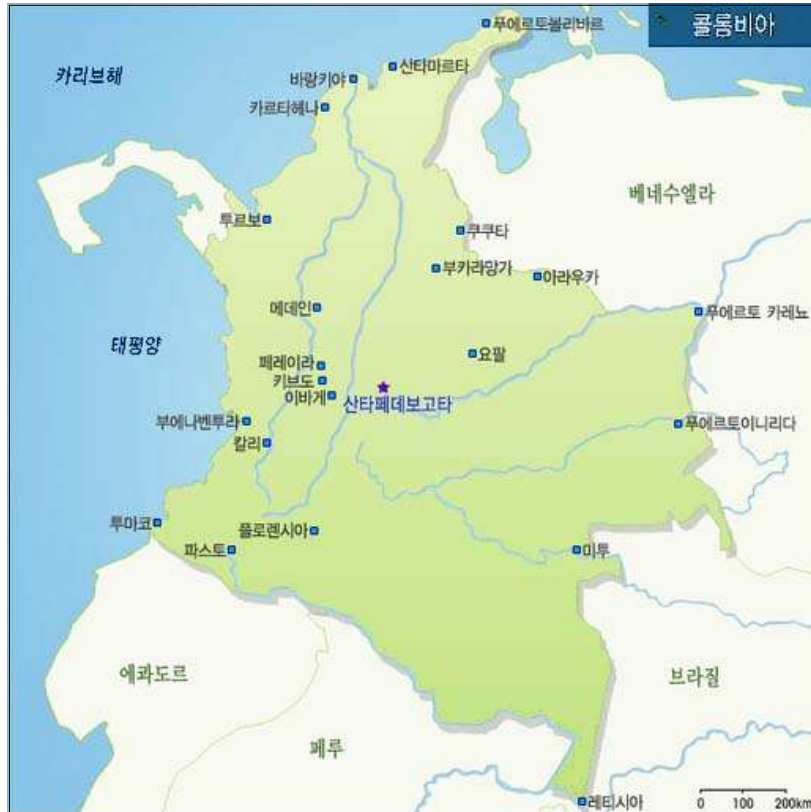 콜롬비아
푸에르토볼리바르
카리브해
산타마르타
바랑키야
카르티헤나
베네수엘라
투르보
쿠쿠타
부카라망가
아라우카
메데인
푸에르토 카레뇨
태평양
요팔
페레이라
키브도
이바게
산타페데보고타
부에나벤투라
푸에르토이니리다
칼리
투마코
플로렌시아
파스토
미투
에콰도르
브라질
페루
레티시아
0 100 200km